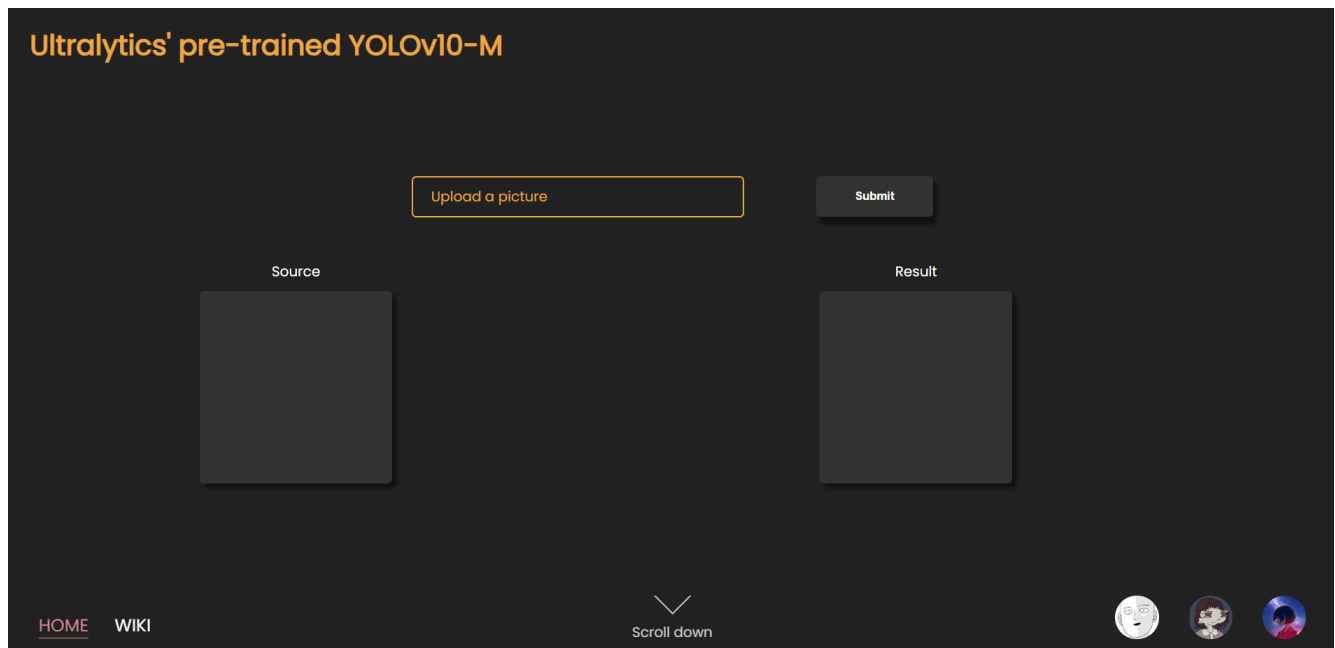 Ultralytics' pre-trained YOLOv10-M
Upload a picture
Submit
Source
Result
HOME
WIKI
Scroll down